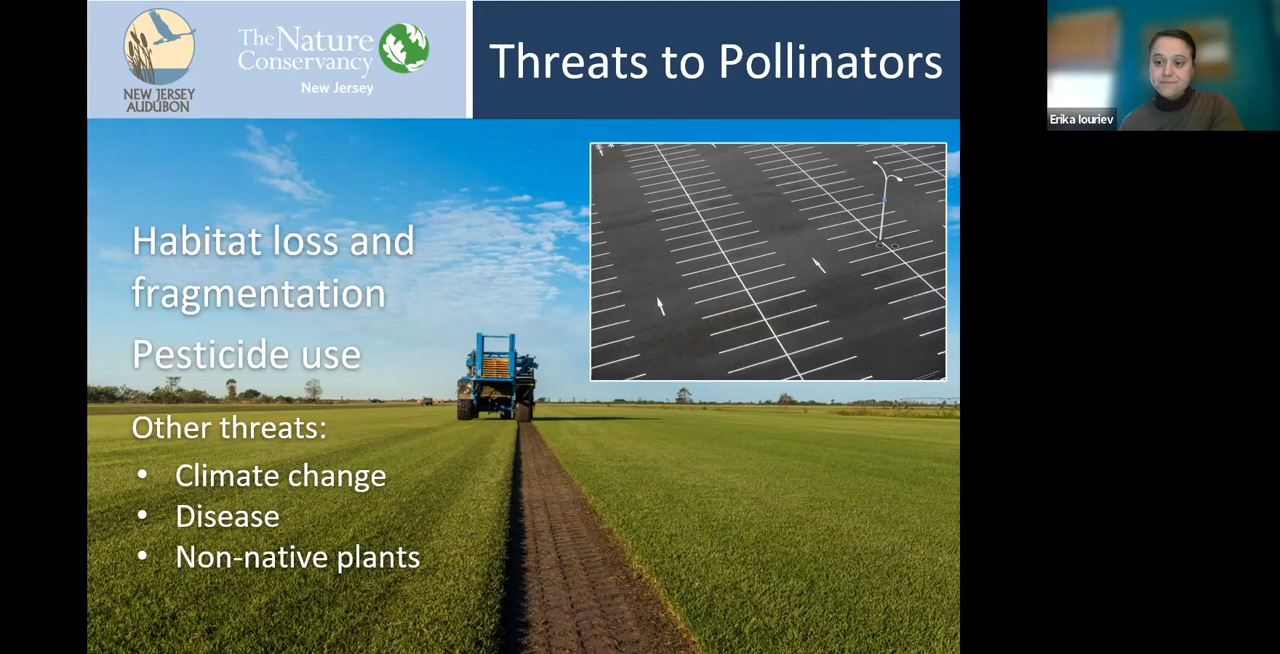 NEW JERSEY
AUDUBON
The Nature
Conservancy
New Jersey
Threats to Pollinators
Erika Iouriev
Habitat loss and
fragmentation
Pesticide use
Other threats:
• Climate change
• Disease
• Non-native plants